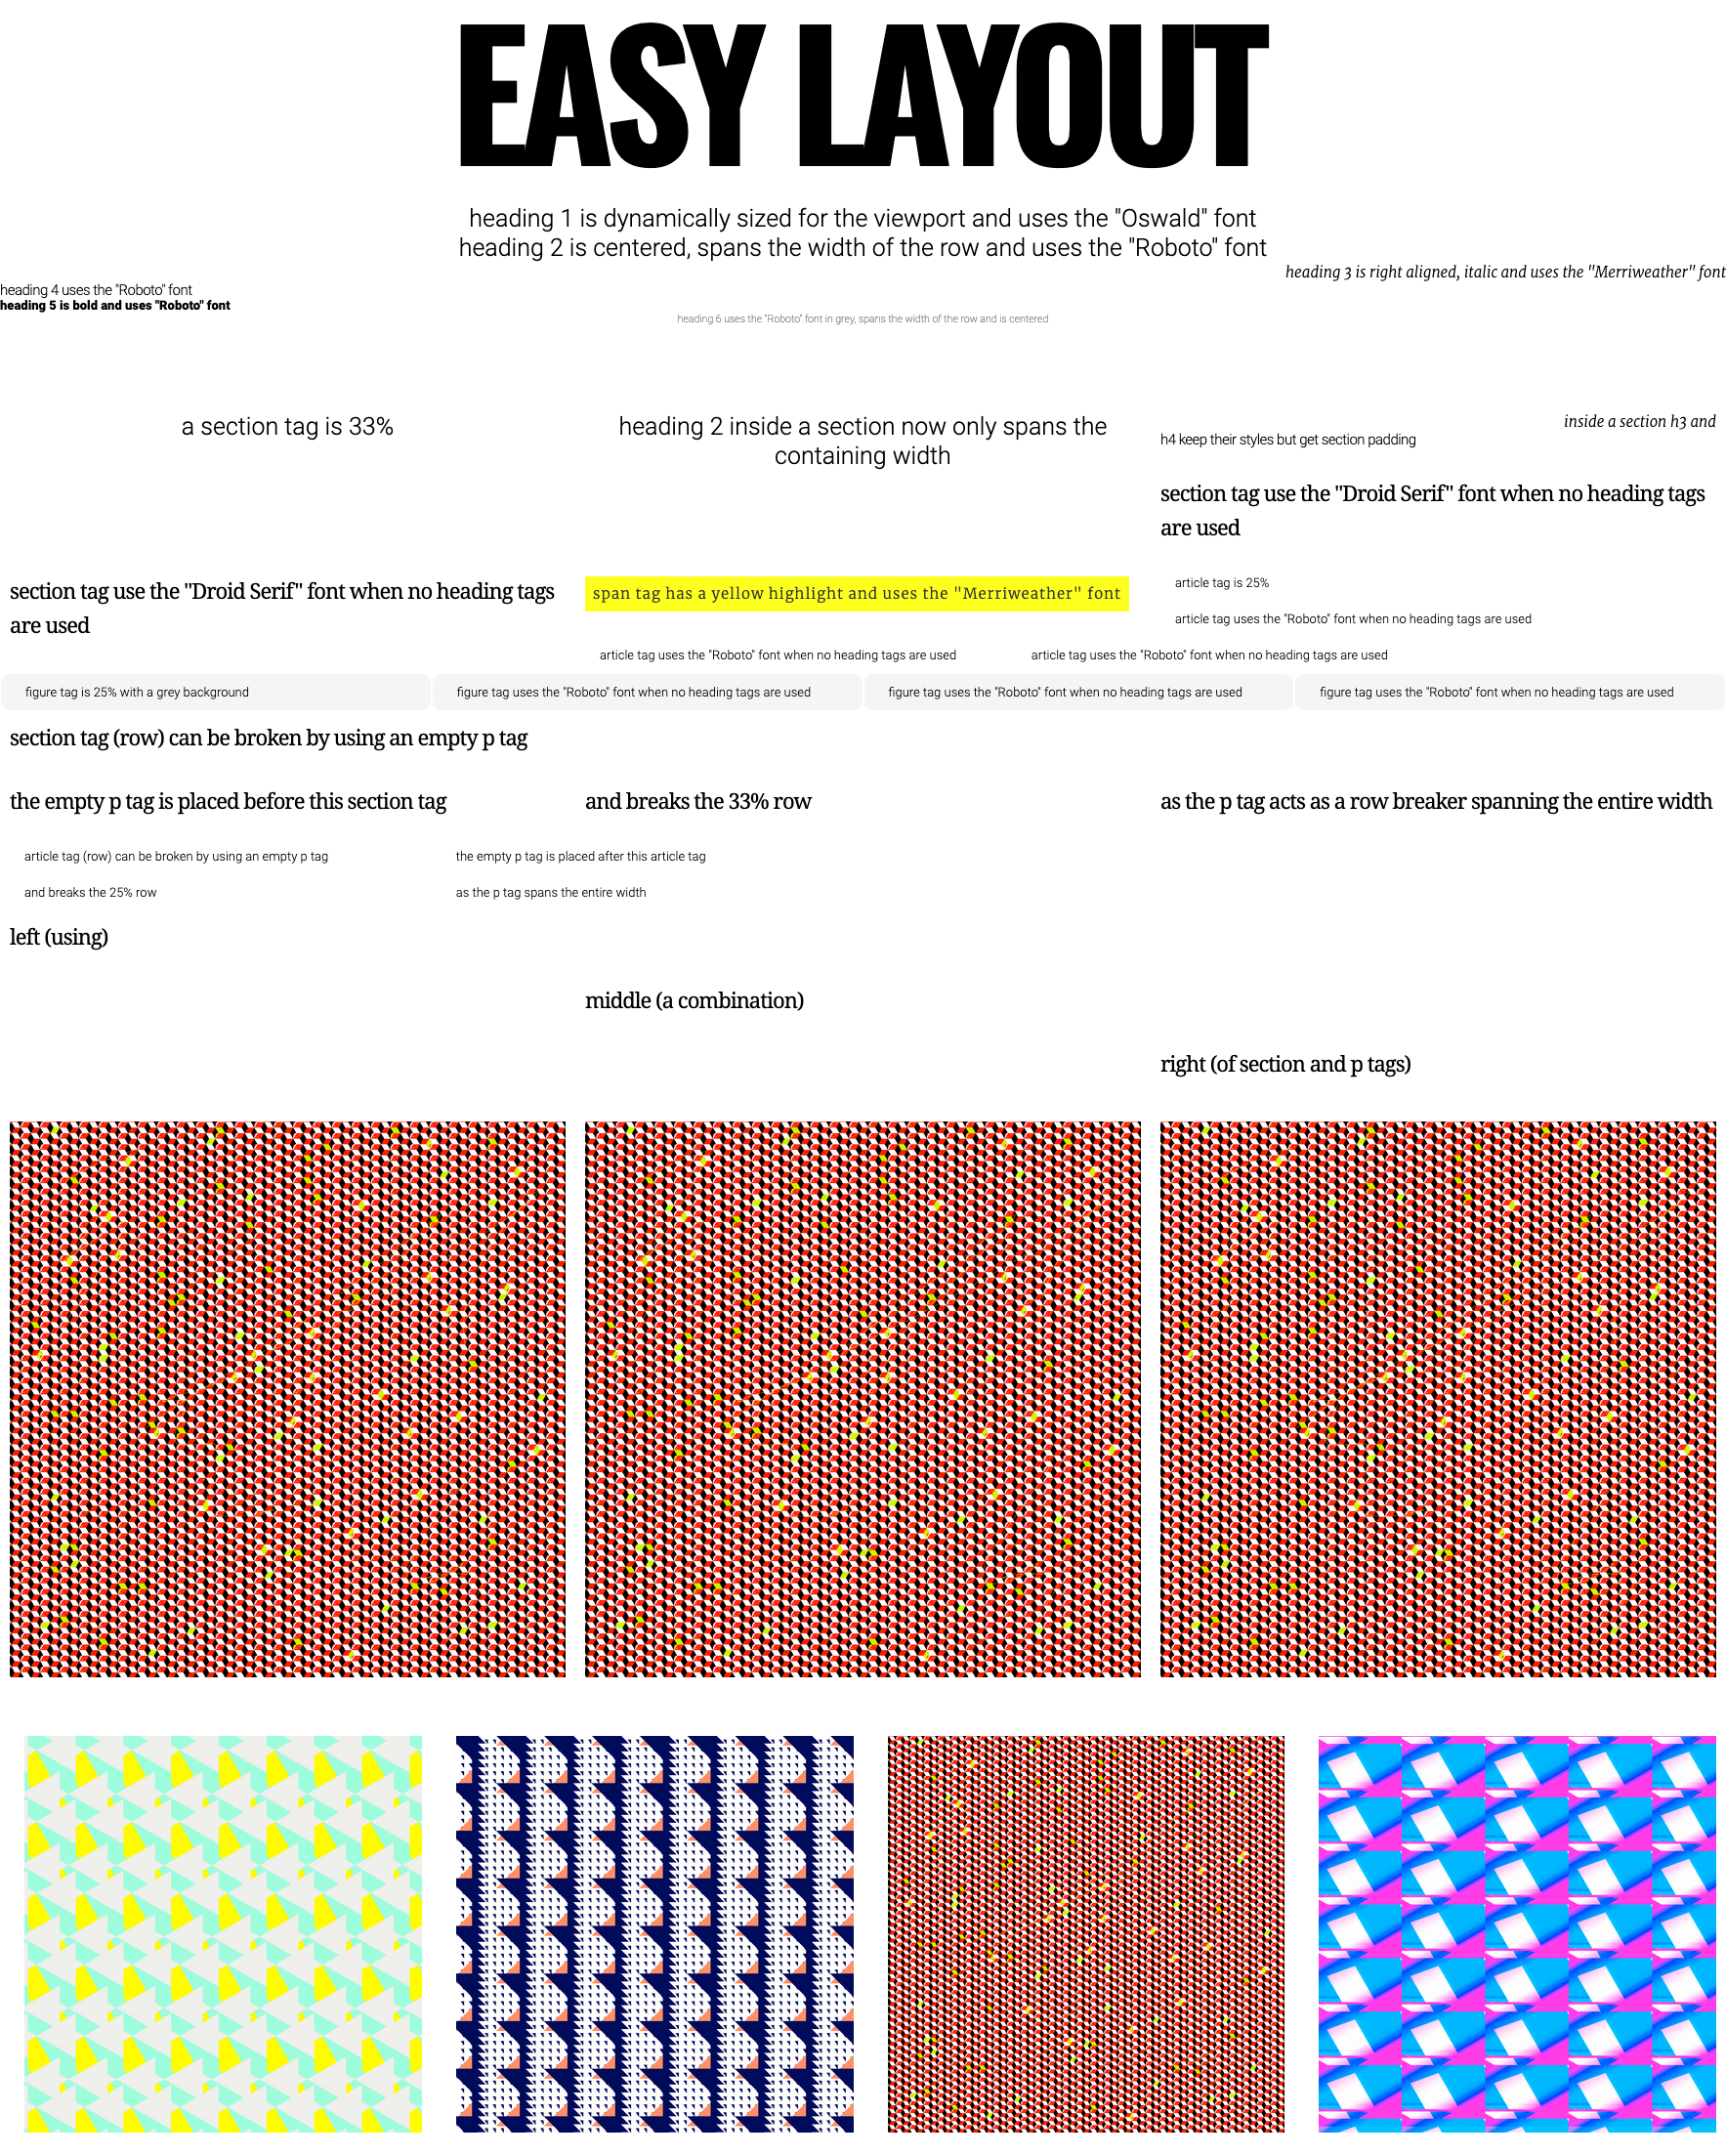 EASY LAYOUT
heading 1 is dynamically sized for the viewport and uses the "Oswald" font
heading 2 is centered, spans the width of the row and uses the "Roboto" font
heading 3 is right aligned, italic and uses the "Merriweather" font
heading 4 uses the "Roboto" font
heading 5 is bold and uses "Roboto" font
heading 6 uses the "Roboto" font in grey, spans the width of the row and is centered
a section tag is 33%
heading 2 inside a section now only spans the
containing width
inside a section h3 and
h4 keep their styles but get section padding
section tag use the "Droid Serif" font when no heading tags
are used
section tag use the "Droid Serif" font when no heading tags
are used
span tag has a yellow highlight and uses the "Merriweather" font
article tag is 25%
article tag uses the "Roboto" font when no heading tags are used
article tag uses the "Roboto" font when no heading tags are used
article tag uses the "Roboto" font when no heading tags are used
figure tag is 25% with a grey background
figure tag uses the "Roboto" font when no heading tags are used
figure tag uses the "Roboto" font when no heading tags are used
figure tag uses the "Roboto" font when no heading tags are used
section tag (row) can be broken by using an empty p tag
the empty p tag is placed before this section tag
and breaks the 33% row
as the p tag acts as a row breaker spanning the entire width
article tag (row) can be broken by using an empty p tag
the empty p tag is placed after this article tag
and breaks the 25% row
as the p tag spans the entire width
left (using)
middle (a combination)
right (of section and p tags)